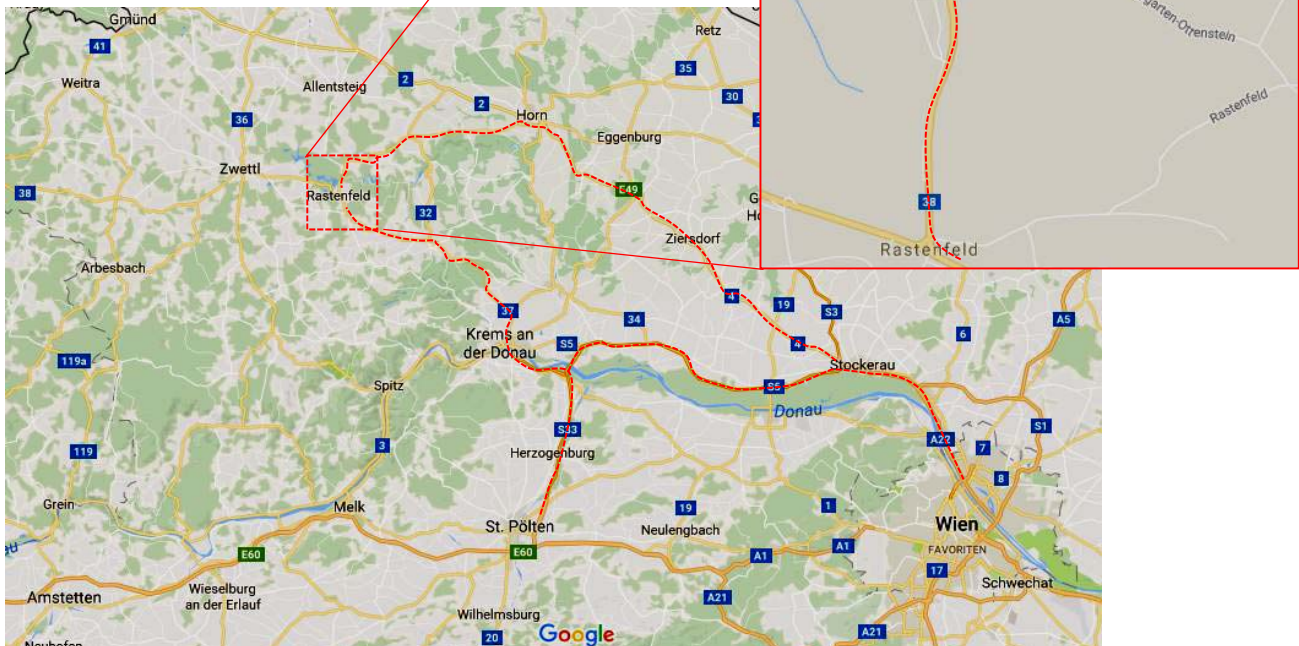 Gmünd
41
Weitra
Allentsteig
2
2
Retz
35
30
36
Horn
Eggenburg
Zwettl
38
Rastenfeld
32
E49
Ziersdorf
Arbesbach
4
19
S3
37
34
6
A5
Krems an
der Donau
S5
4
119a
Stockerau
Spitz
S5
Donau
119
3
S33
A22
7
S1
Herzogenburg
8
Grein
Melk
19
1
St. Pölten
Neulengbach
Wien
E60
E60
A1
A1
FAVORITEN
17
Schwechat
Amstetten
Wieselburg
an der Erlauf
A21
Wilhelmsburg
20
Google
A21
garten-Ottenstein
Rastenfeld
38
Rastenfeld